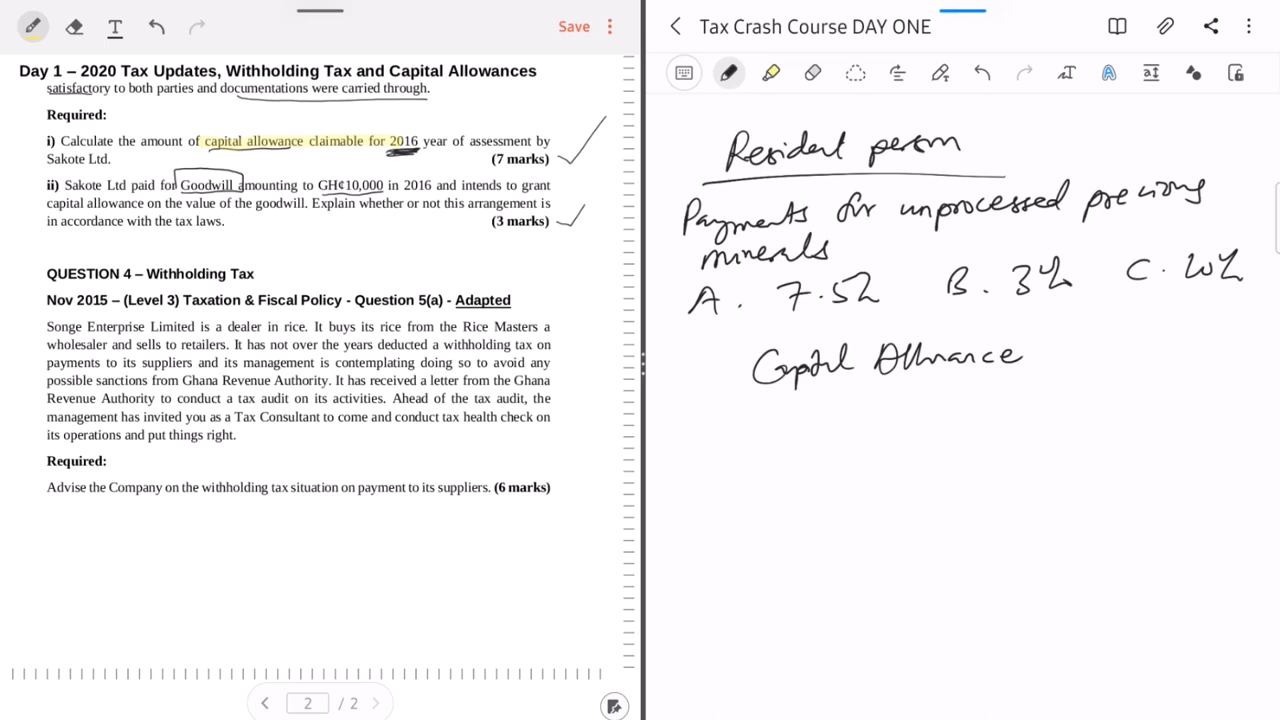 Save
Day 1 – 2020 Tax Updates, Withholding Tax and Capital Allowances
satisfactory to both parties and documentations were carried through.
Required:
i) Calculate the amount of capital allowance claimable for 2016 year of assessment by
Sakote Ltd. (7 marks)
ii) Sakote Ltd paid for Goodwill amounting to GH¢10,000 in 2016 and intends to grant
capital allowance on the value of the goodwill. Explain whether or not this arrangement is
in accordance with the tax laws. (3 marks)
QUESTION 4 – Withholding Tax
Nov 2015 – (Level 3) Taxation & Fiscal Policy - Question 5(a) - Adapted
Songe Enterprise Limited is a dealer in rice. It buys its rice from the Rice Masters a
wholesaler and sells to retailers. It has not over the years deducted a withholding tax on
payments to its suppliers and its management is contemplating doing so to avoid any
possible sanctions from Ghana Revenue Authority. It has received a letter from the Ghana
Revenue Authority to conduct a tax audit on its activities. Ahead of the tax audit, the
management has invited you as a Tax Consultant to come and conduct tax health check on
its operations and put things right.
Required:
Advise the Company on the withholding tax situation on payment to its suppliers. (6 marks)
2 / 2
Tax Crash Course DAY ONE
Resident person
Payments for unprocessed precious
minerals
A. 7.5% B. 3% C. 10%
Capital Allowance